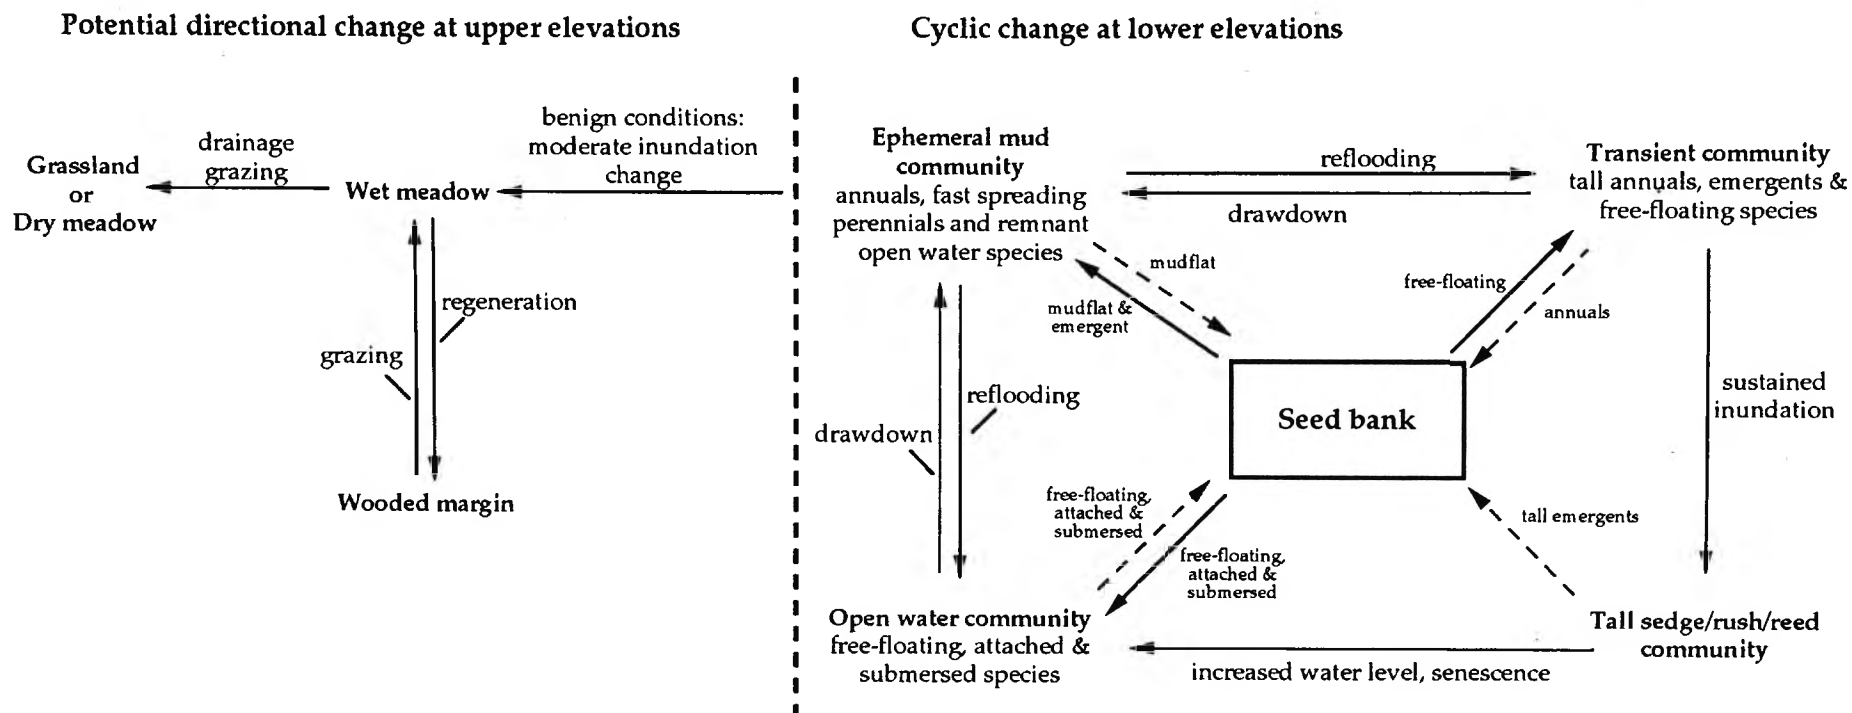 Potential directional change at upper elevations
Cyclic change at lower elevations
Grassland
or
Dry meadow
drainage
grazing
Wet meadow
benign conditions:
moderate inundation
change
regeneration
grazing
Wooded margin
Ephemeral mud
community
annuals, fast spreading
perennials and remnant
open water species
reflooding
drawdown
Transient community
tall annuals, emergents &
free-floating species
mudflat
mudflat &
emergent
free-floating
annuals
Seed bank
reflooding
drawdown
sustained
inundation
free-floating,
attached &
submersed
free-floating,
attached &
submersed
tall emergents
Open water community
free-floating, attached &
submersed species
Tall sedge/rush/reed
community
increased water level, senescence